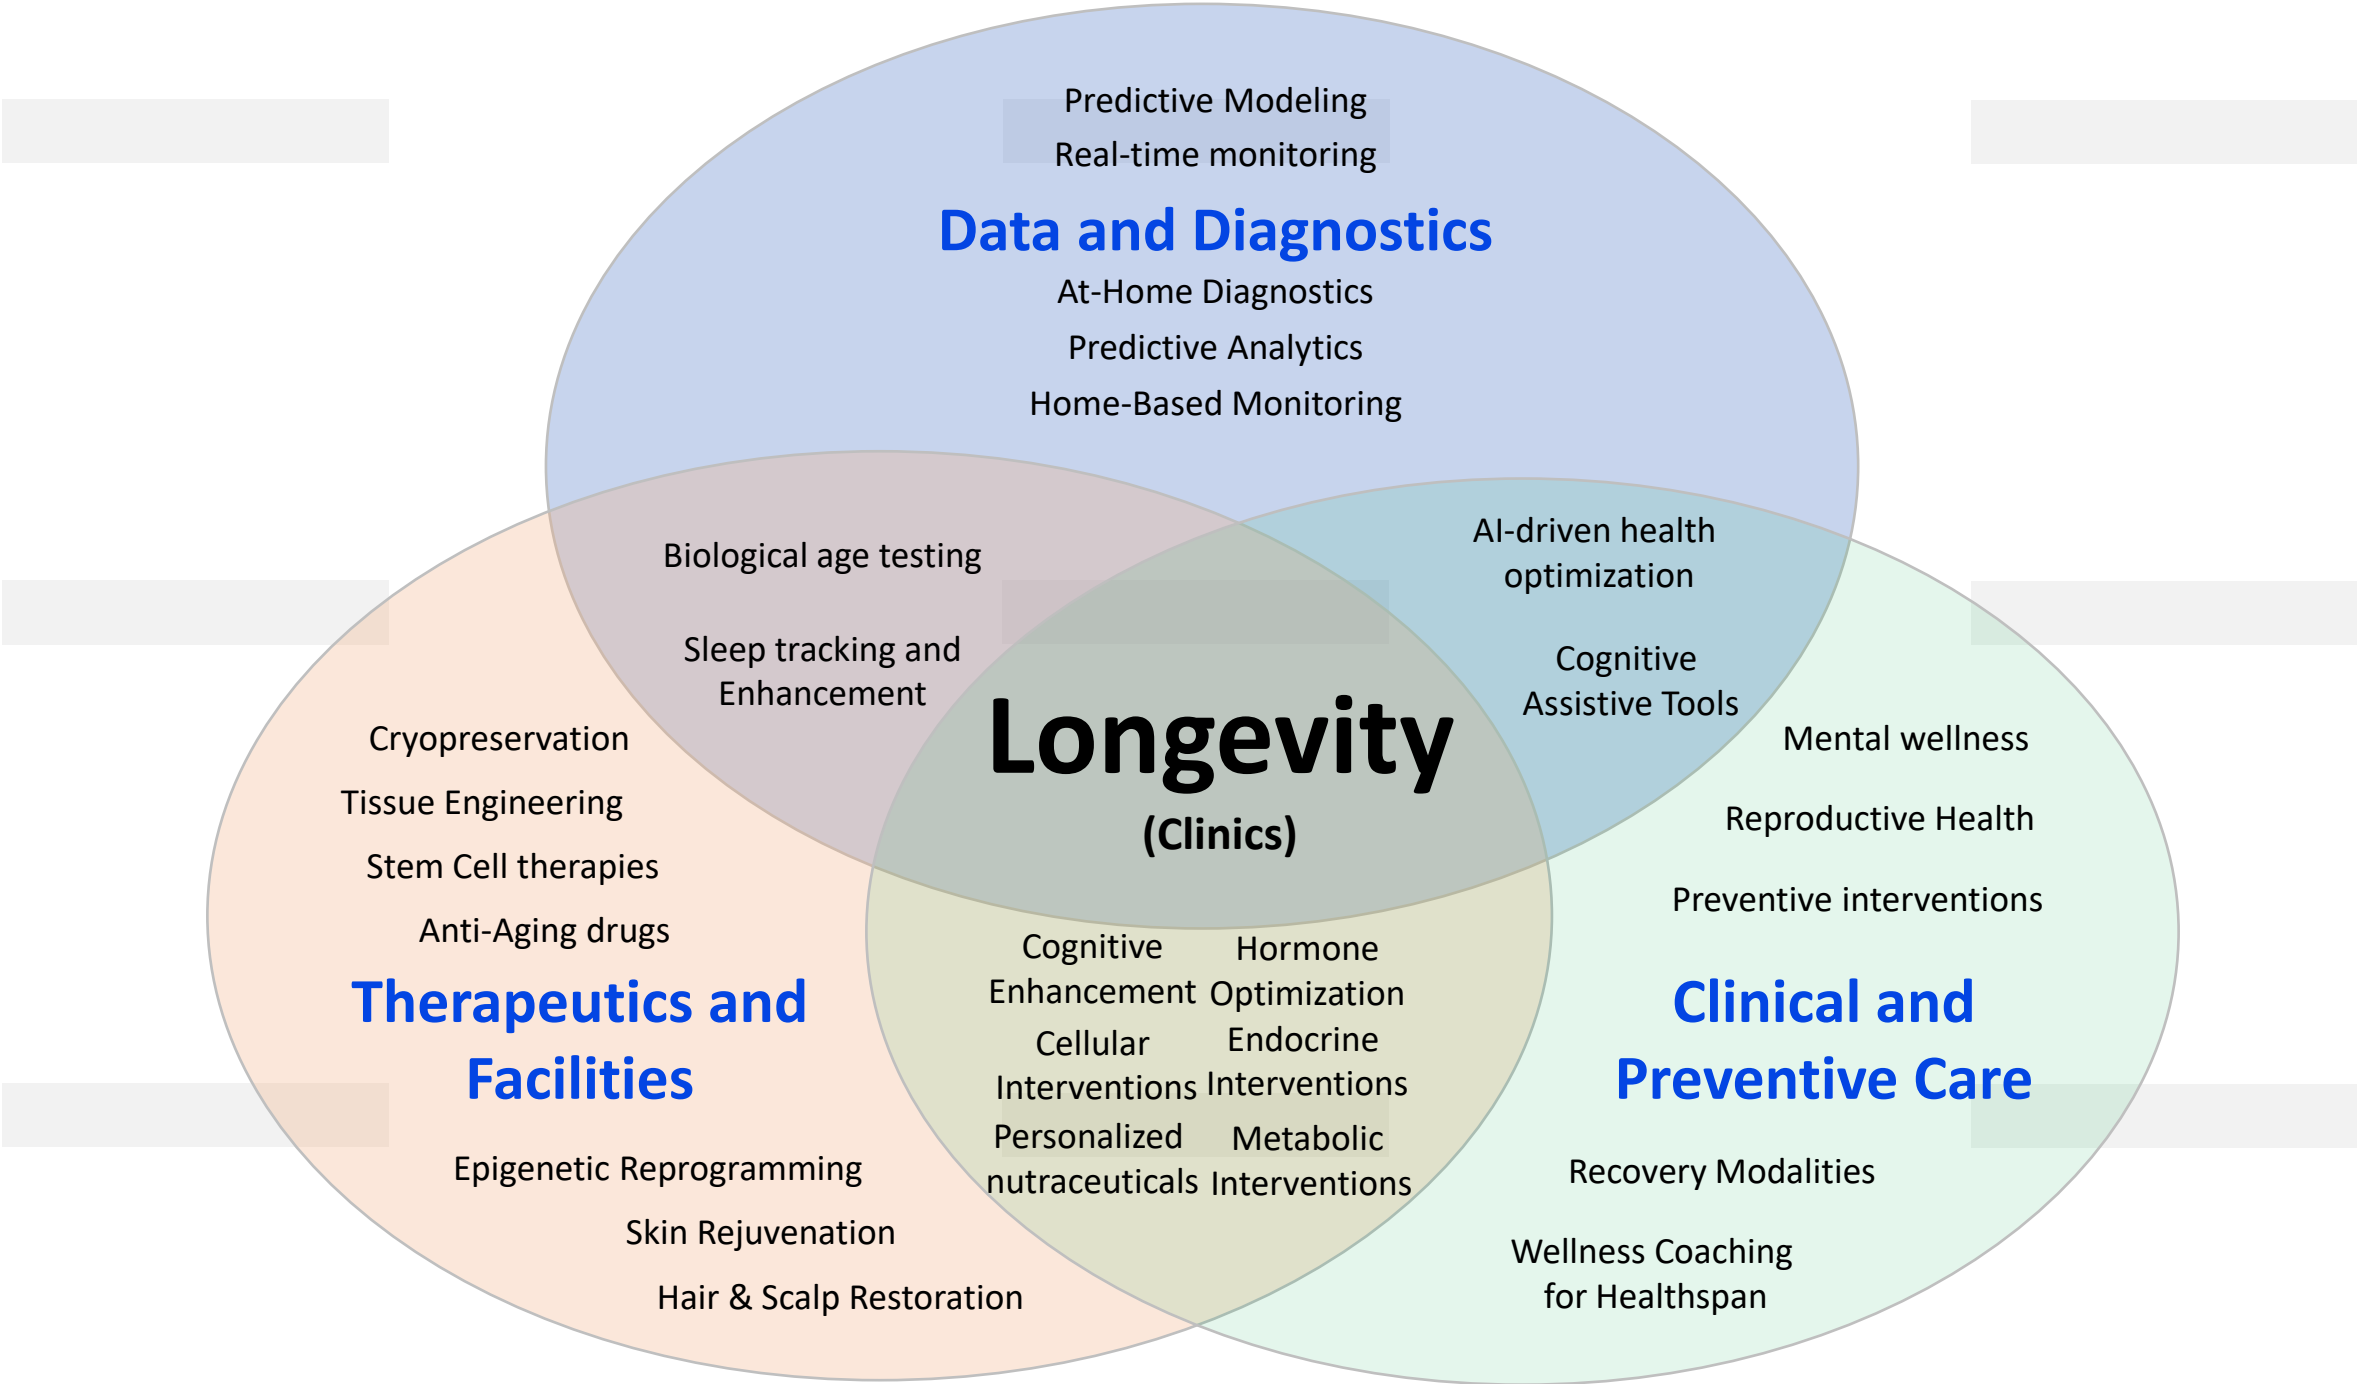 Predictive Modeling
Real-time monitoring
Data and Diagnostics
At-Home Diagnostics
Predictive Analytics
Home-Based Monitoring
Biological age testing
Sleep tracking and
Enhancement
AI-driven health
optimization
Cognitive
Assistive Tools
Longevity
(Clinics)
Cryopreservation
Tissue Engineering
Stem Cell therapies
Anti-Aging drugs
Therapeutics and
Facilities
Epigenetic Reprogramming
Skin Rejuvenation
Hair & Scalp Restoration
Cognitive
Enhancement
Cellular
Interventions
Personalized
nutraceuticals
Hormone
Optimization
Endocrine
Interventions
Metabolic
Interventions
Mental wellness
Reproductive Health
Preventive interventions
Clinical and
Preventive Care
Recovery Modalities
Wellness Coaching
for Healthspan